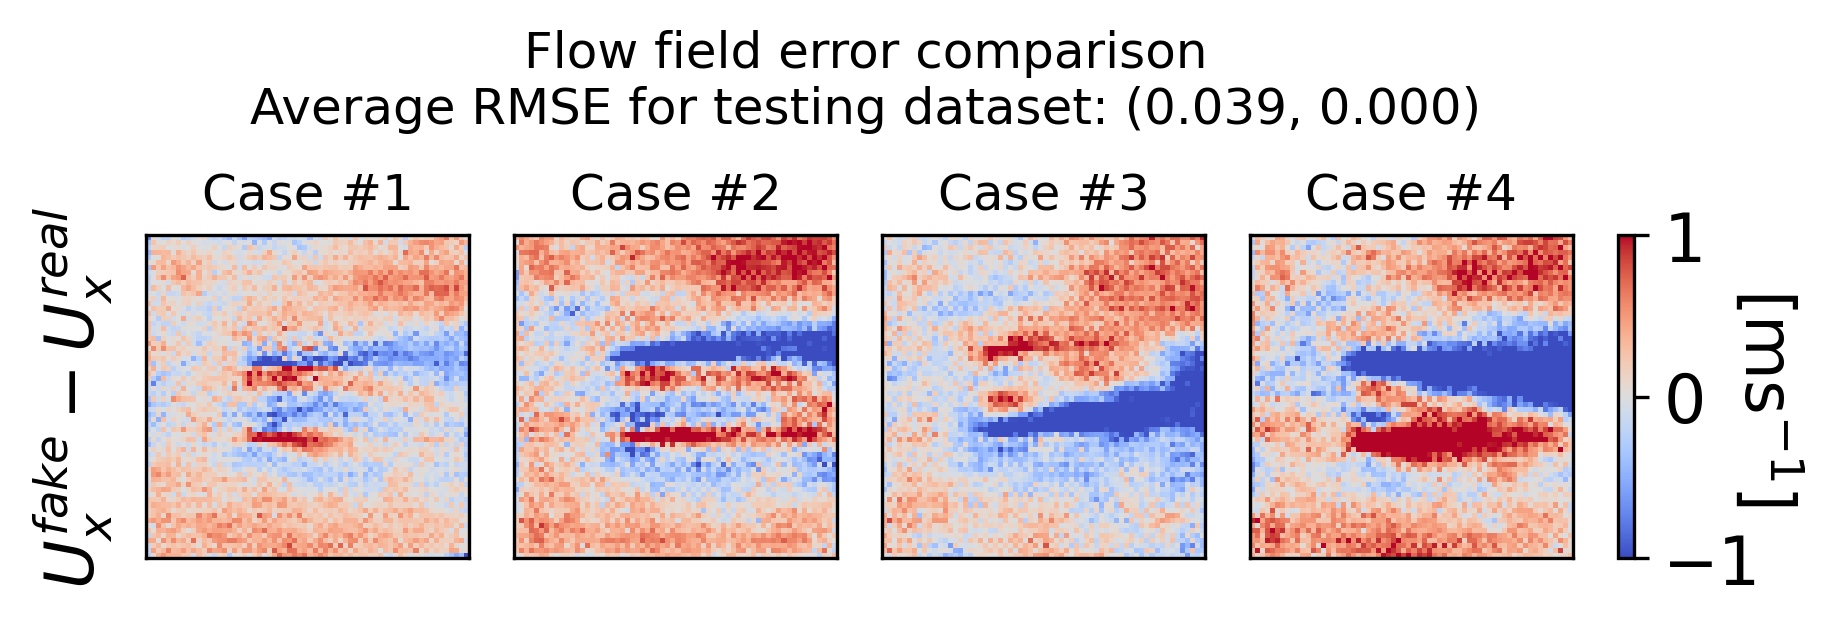 Flow field error comparison
Average RMSE for testing dataset: (0.039, 0.000)
Case #1
Case #2
Case #3
Case #4
U_x^{fake} − U_x^{real}
1
0
−1
[ms⁻¹]